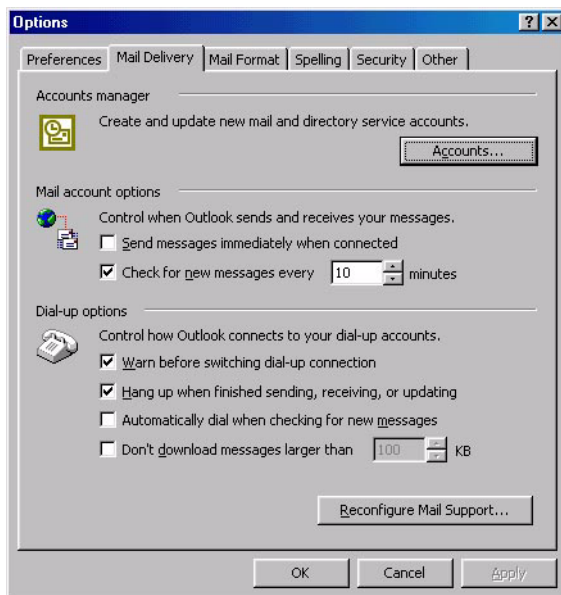 Options
Preferences Mail Delivery Mail Format Spelling Security Other
Accounts manager
Create and update new mail and directory service accounts.
Accounts...
Mail account options
Control when Outlook sends and receives your messages.
Send messages immediately when connected
Check for new messages every 10 minutes
Dial-up options
Control how Outlook connects to your dial-up accounts.
Warn before switching dial-up connection
Hang up when finished sending, receiving, or updating
Automatically dial when checking for new messages
Don't download messages larger than 100 KB
Reconfigure Mail Support...
OK Cancel Apply